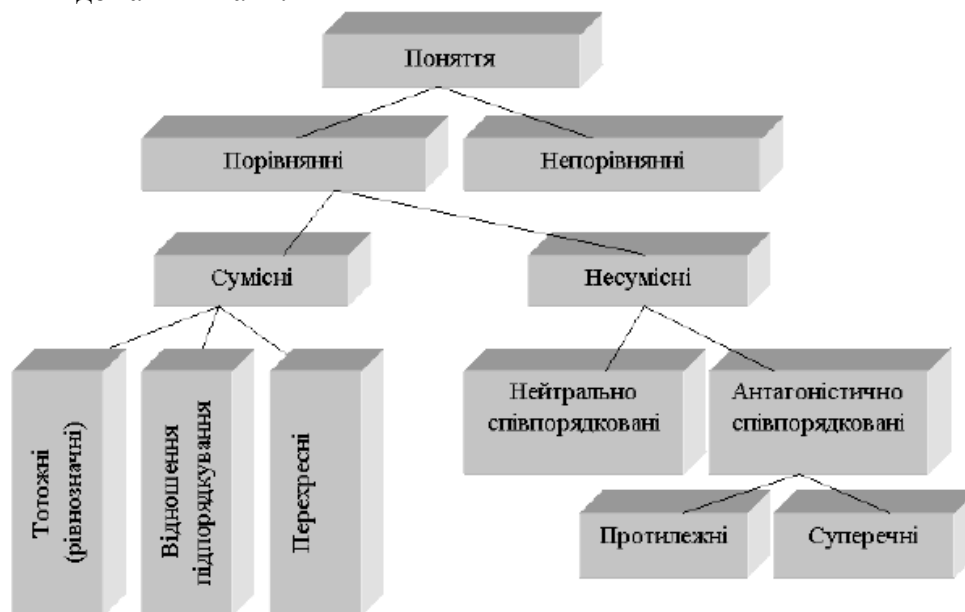 Поняття
Порівнянні
Непорівнянні
Сумісні
Несумісні
Тотожні
(рівнозначні)
Відношення
підпорядкування
Перехресні
Нейтрально
співпорядковані
Антагоністично
співпорядковані
Протилежні
Суперечні